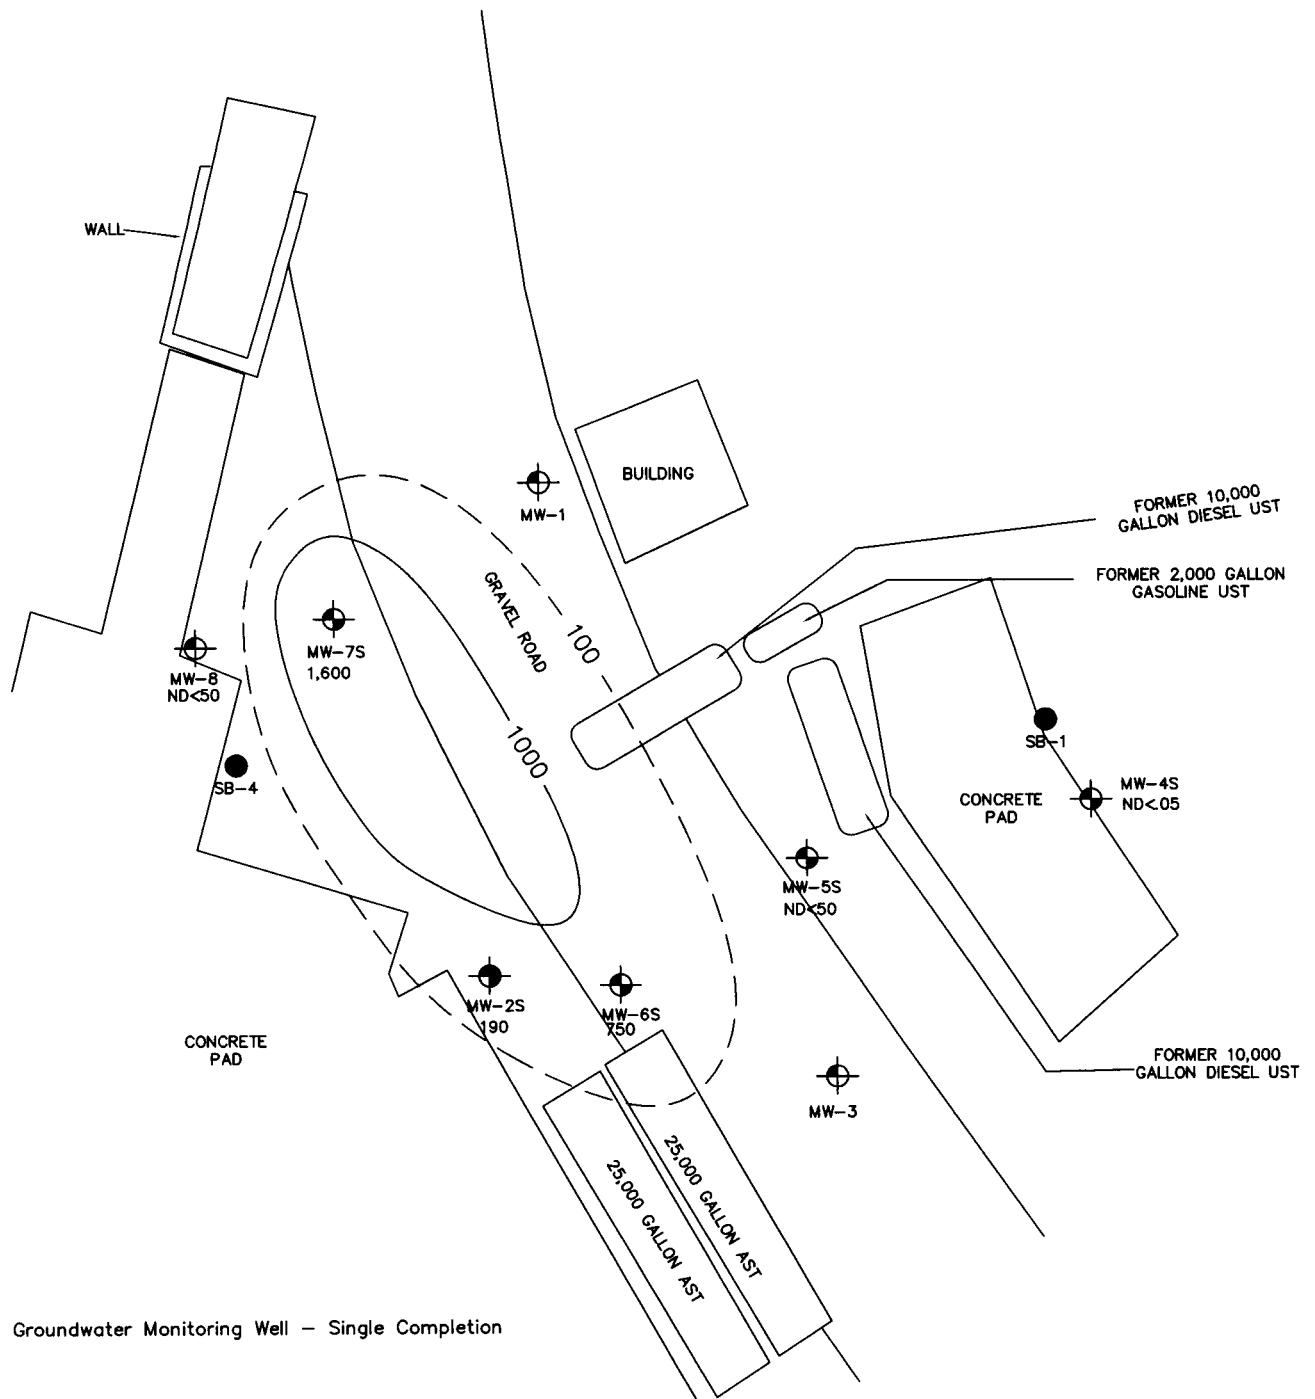 WALL
BUILDING
MW-1
FORMER 10,000
GALLON DIESEL UST
FORMER 2,000 GALLON
GASOLINE UST
GRAVEL ROAD
100
MW-7S
1,600
MW-8
ND<50
1000
SB-4
SB-1
MW-4S
ND<.05
CONCRETE
PAD
MW-5S
ND<50
MW-2S
190
MW-6S
750
CONCRETE
PAD
FORMER 10,000
GALLON DIESEL UST
MW-3
25,000 GALLON AST
25,000 GALLON AST
Groundwater Monitoring Well – Single Completion